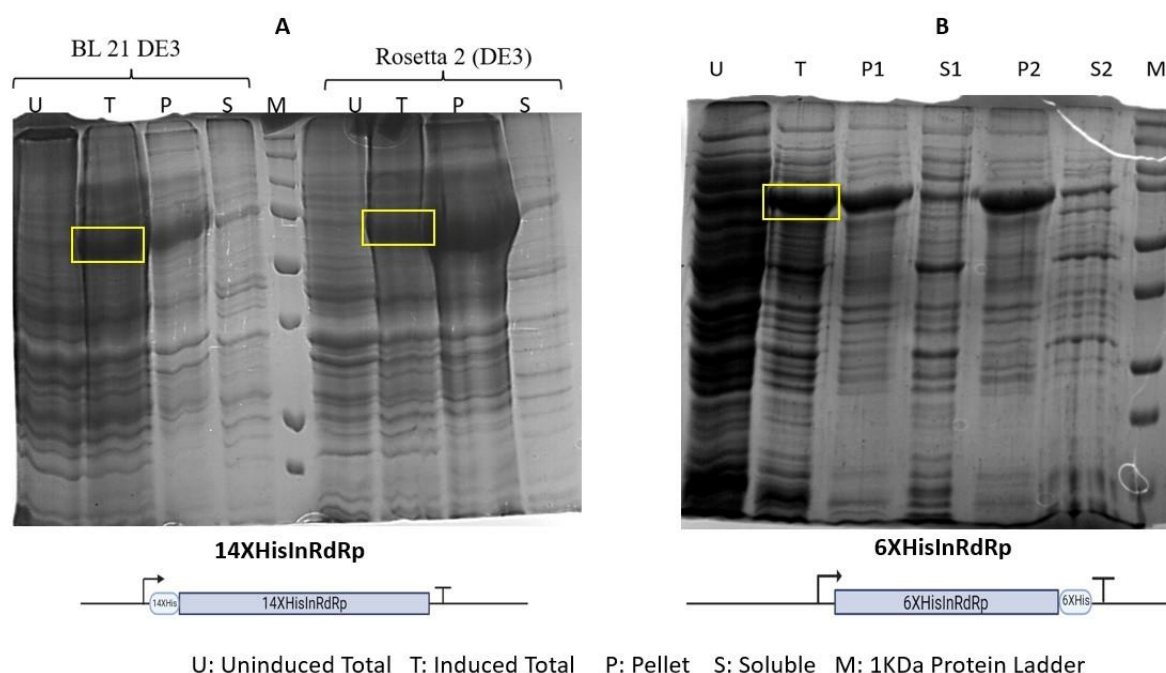 A
B
BL 21 DE3
Rosetta 2 (DE3)
U T P S M U T P S
U T P1 S1 P2 S2 M
14XHisInRdRp
6XHisInRdRp
14XHis 14XHisInRdRp
6XHisInRdRp 6XHis
U: Uninduced Total T: Induced Total P: Pellet S: Soluble M: 1KDa Protein Ladder